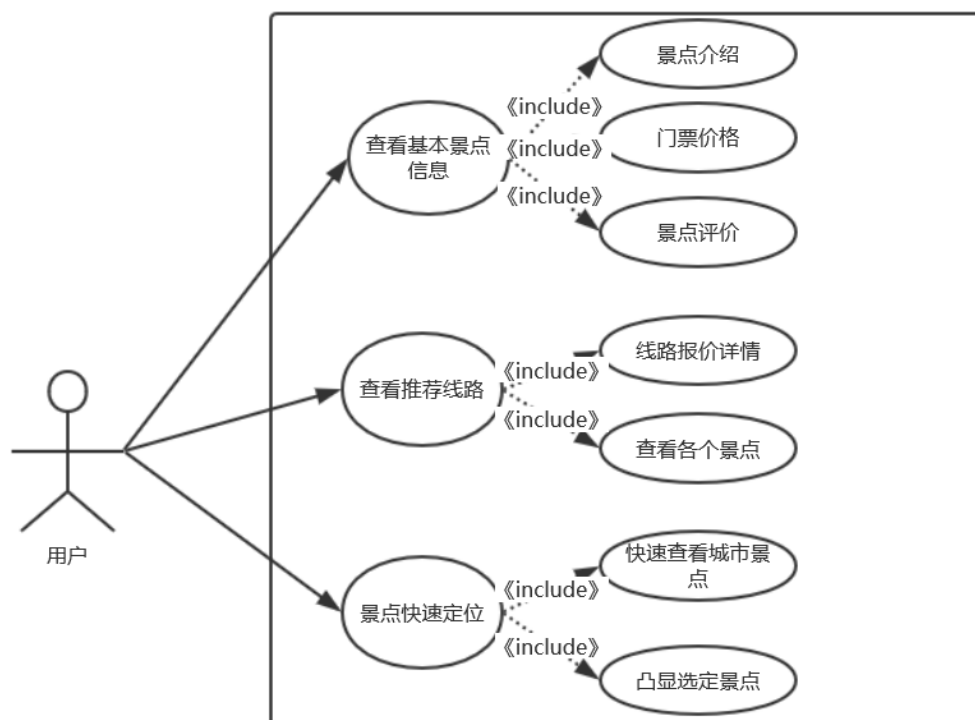 景点介绍
《include》
查看基本景点
信息
《include》
门票价格
《include》
景点评价
线路报价详情
《include》
查看推荐线路
《include》
查看各个景点
用户
快速查看城市景
点
《include》
景点快速定位
《include》
凸显选定景点